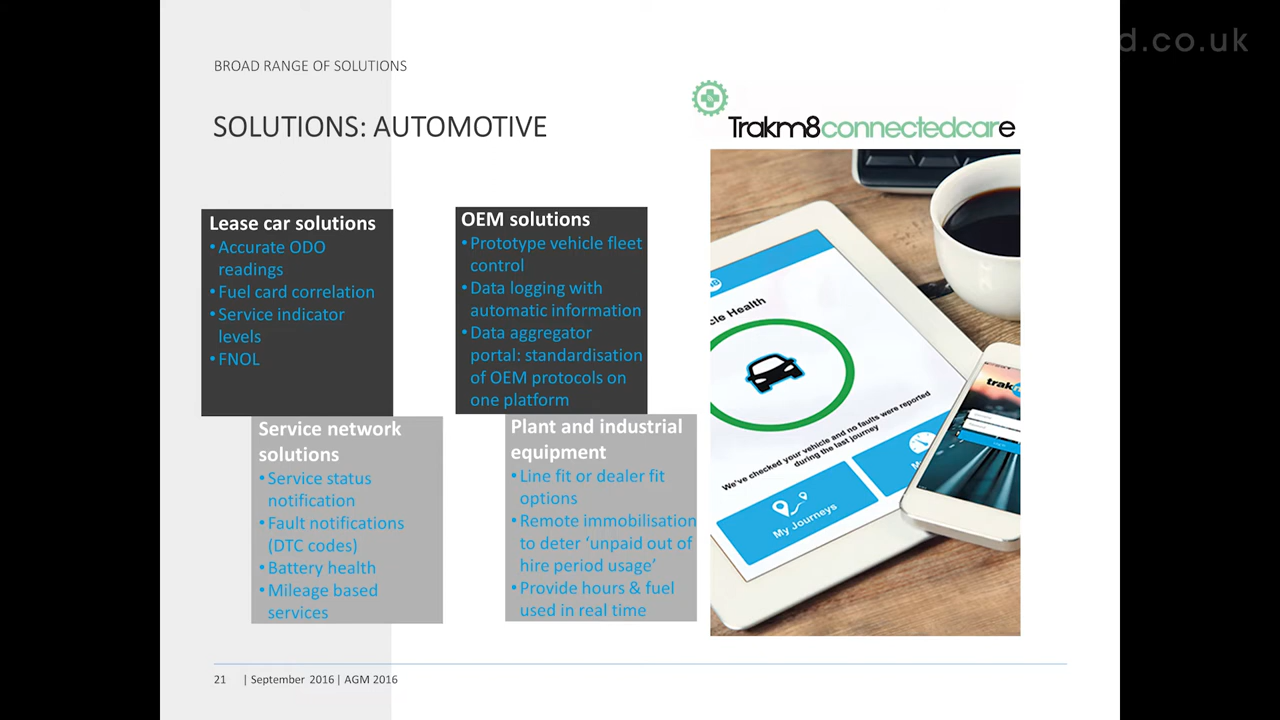 d.co.uk
BROAD RANGE OF SOLUTIONS
SOLUTIONS: AUTOMOTIVE
Trakm8connectedcare
Lease car solutions
• Accurate ODO
readings
• Fuel card correlation
• Service indicator
levels
• FNOL
OEM solutions
• Prototype vehicle fleet
control
• Data logging with
automatic information
• Data aggregator
portal: standardisation
of OEM protocols on
one platform
Service network
solutions
• Service status
notification
• Fault notifications
(DTC codes)
• Battery health
• Mileage based
services
Plant and industrial
equipment
• Line fit or dealer fit
options
• Remote immobilisation
to deter ‘unpaid out of
hire period usage’
• Provide hours & fuel
used in real time
cle Health
We've checked your vehicle and no faults were reported
during the last journey
My Journeys
M
trak
21 | September 2016 | AGM 2016